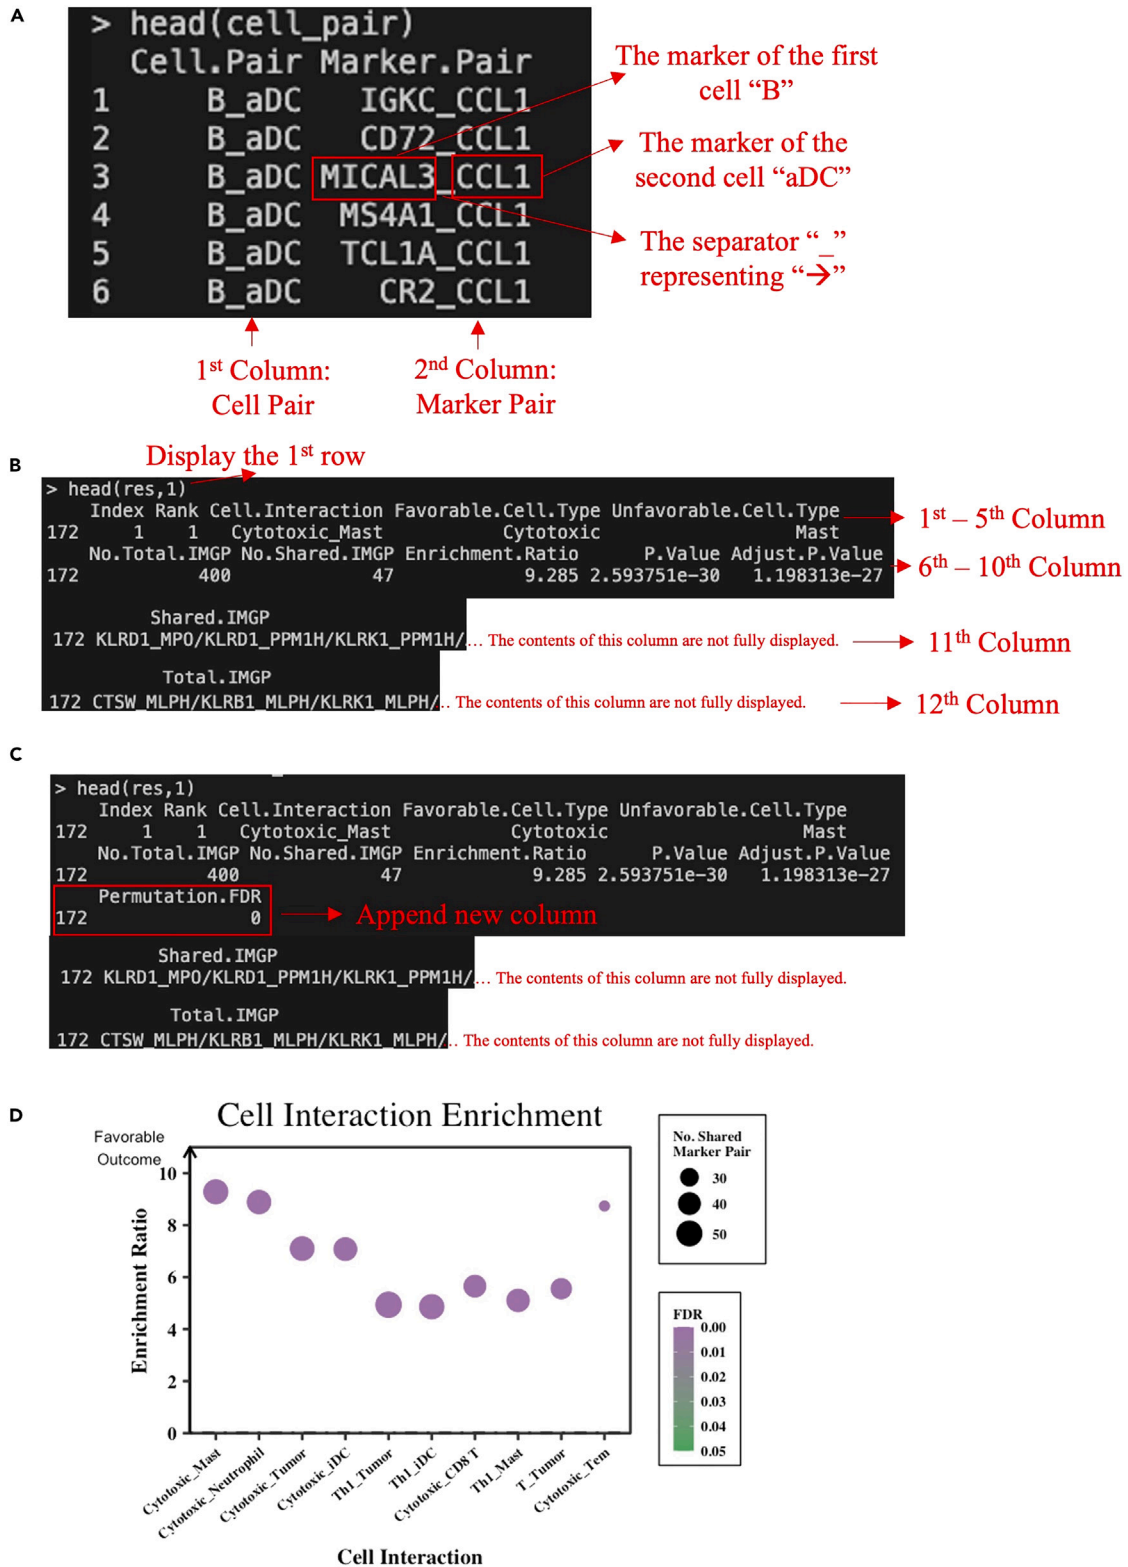 A
> head(cell_pair)
Cell.Pair Marker.Pair
1 B_aDC IGKC_CCL1
2 B_aDC CD72_CCL1
3 B_aDC MICAL3_CCL1
4 B_aDC MS4A1_CCL1
5 B_aDC TCL1A_CCL1
6 B_aDC CR2_CCL1
The marker of the first
cell “B”
The marker of the
second cell “aDC”
The separator “_”
representing “➔”
1st Column:
Cell Pair
2nd Column:
Marker Pair
B
Display the 1st row
> head(res,1)
Index Rank Cell.Interaction Favorable.Cell.Type Unfavorable.Cell.Type
172 1 1 Cytotoxic_Mast Cytotoxic Mast
1st – 5th Column
No.Total.IMGP No.Shared.IMGP Enrichment.Ratio P.Value Adjust.P.Value
172 400 47 9.285 2.593751e-30 1.198313e-27
6th – 10th Column
Shared.IMGP
172 KLRD1_MPO/KLRD1_PPM1H/KLRK1_PPM1H/... The contents of this column are not fully displayed.
11th Column
Total.IMGP
172 CTSW_MLPH/KLRB1_MLPH/KLRK1_MLPH/... The contents of this column are not fully displayed.
12th Column
C
> head(res,1)
Index Rank Cell.Interaction Favorable.Cell.Type Unfavorable.Cell.Type
172 1 1 Cytotoxic_Mast Cytotoxic Mast
No.Total.IMGP No.Shared.IMGP Enrichment.Ratio P.Value Adjust.P.Value
172 400 47 9.285 2.593751e-30 1.198313e-27
Permutation.FDR
172 0
Append new column
Shared.IMGP
172 KLRD1_MPO/KLRD1_PPM1H/KLRK1_PPM1H/... The contents of this column are not fully displayed.
Total.IMGP
172 CTSW_MLPH/KLRB1_MLPH/KLRK1_MLPH/... The contents of this column are not fully displayed.
D
Cell Interaction Enrichment
Favorable
Outcome
10
8
6
4
2
0
Enrichment Ratio
Cytotoxic_Mast
Cytotoxic_Neutrophil
Cytotoxic_Tumor
Cytotoxic_iDC
Th1_Tumor
Th1_iDC
Cytotoxic_CD8 T
Th1_Mast
T_Tumor
Cytotoxic_Tem
Cell Interaction
No. Shared
Marker Pair
30
40
50
FDR
0.00
0.01
0.02
0.03
0.04
0.05